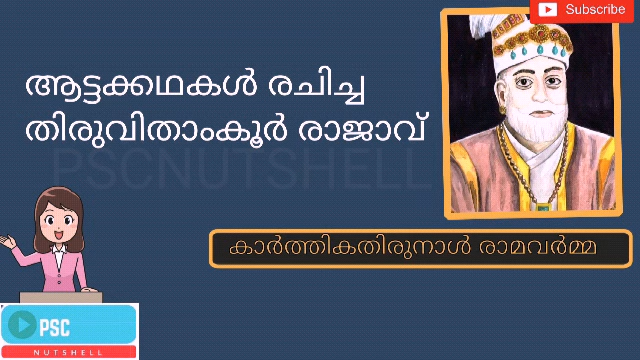 Subscribe
ആട്ടക്കഥകൾ രചിച്ച
തിരുവിതാംകൂർ രാജാവ്
PSCNUTSHELL
കാർത്തികതിരുനാൾ രാമവർമ്മ
PSC
NUTSHELL